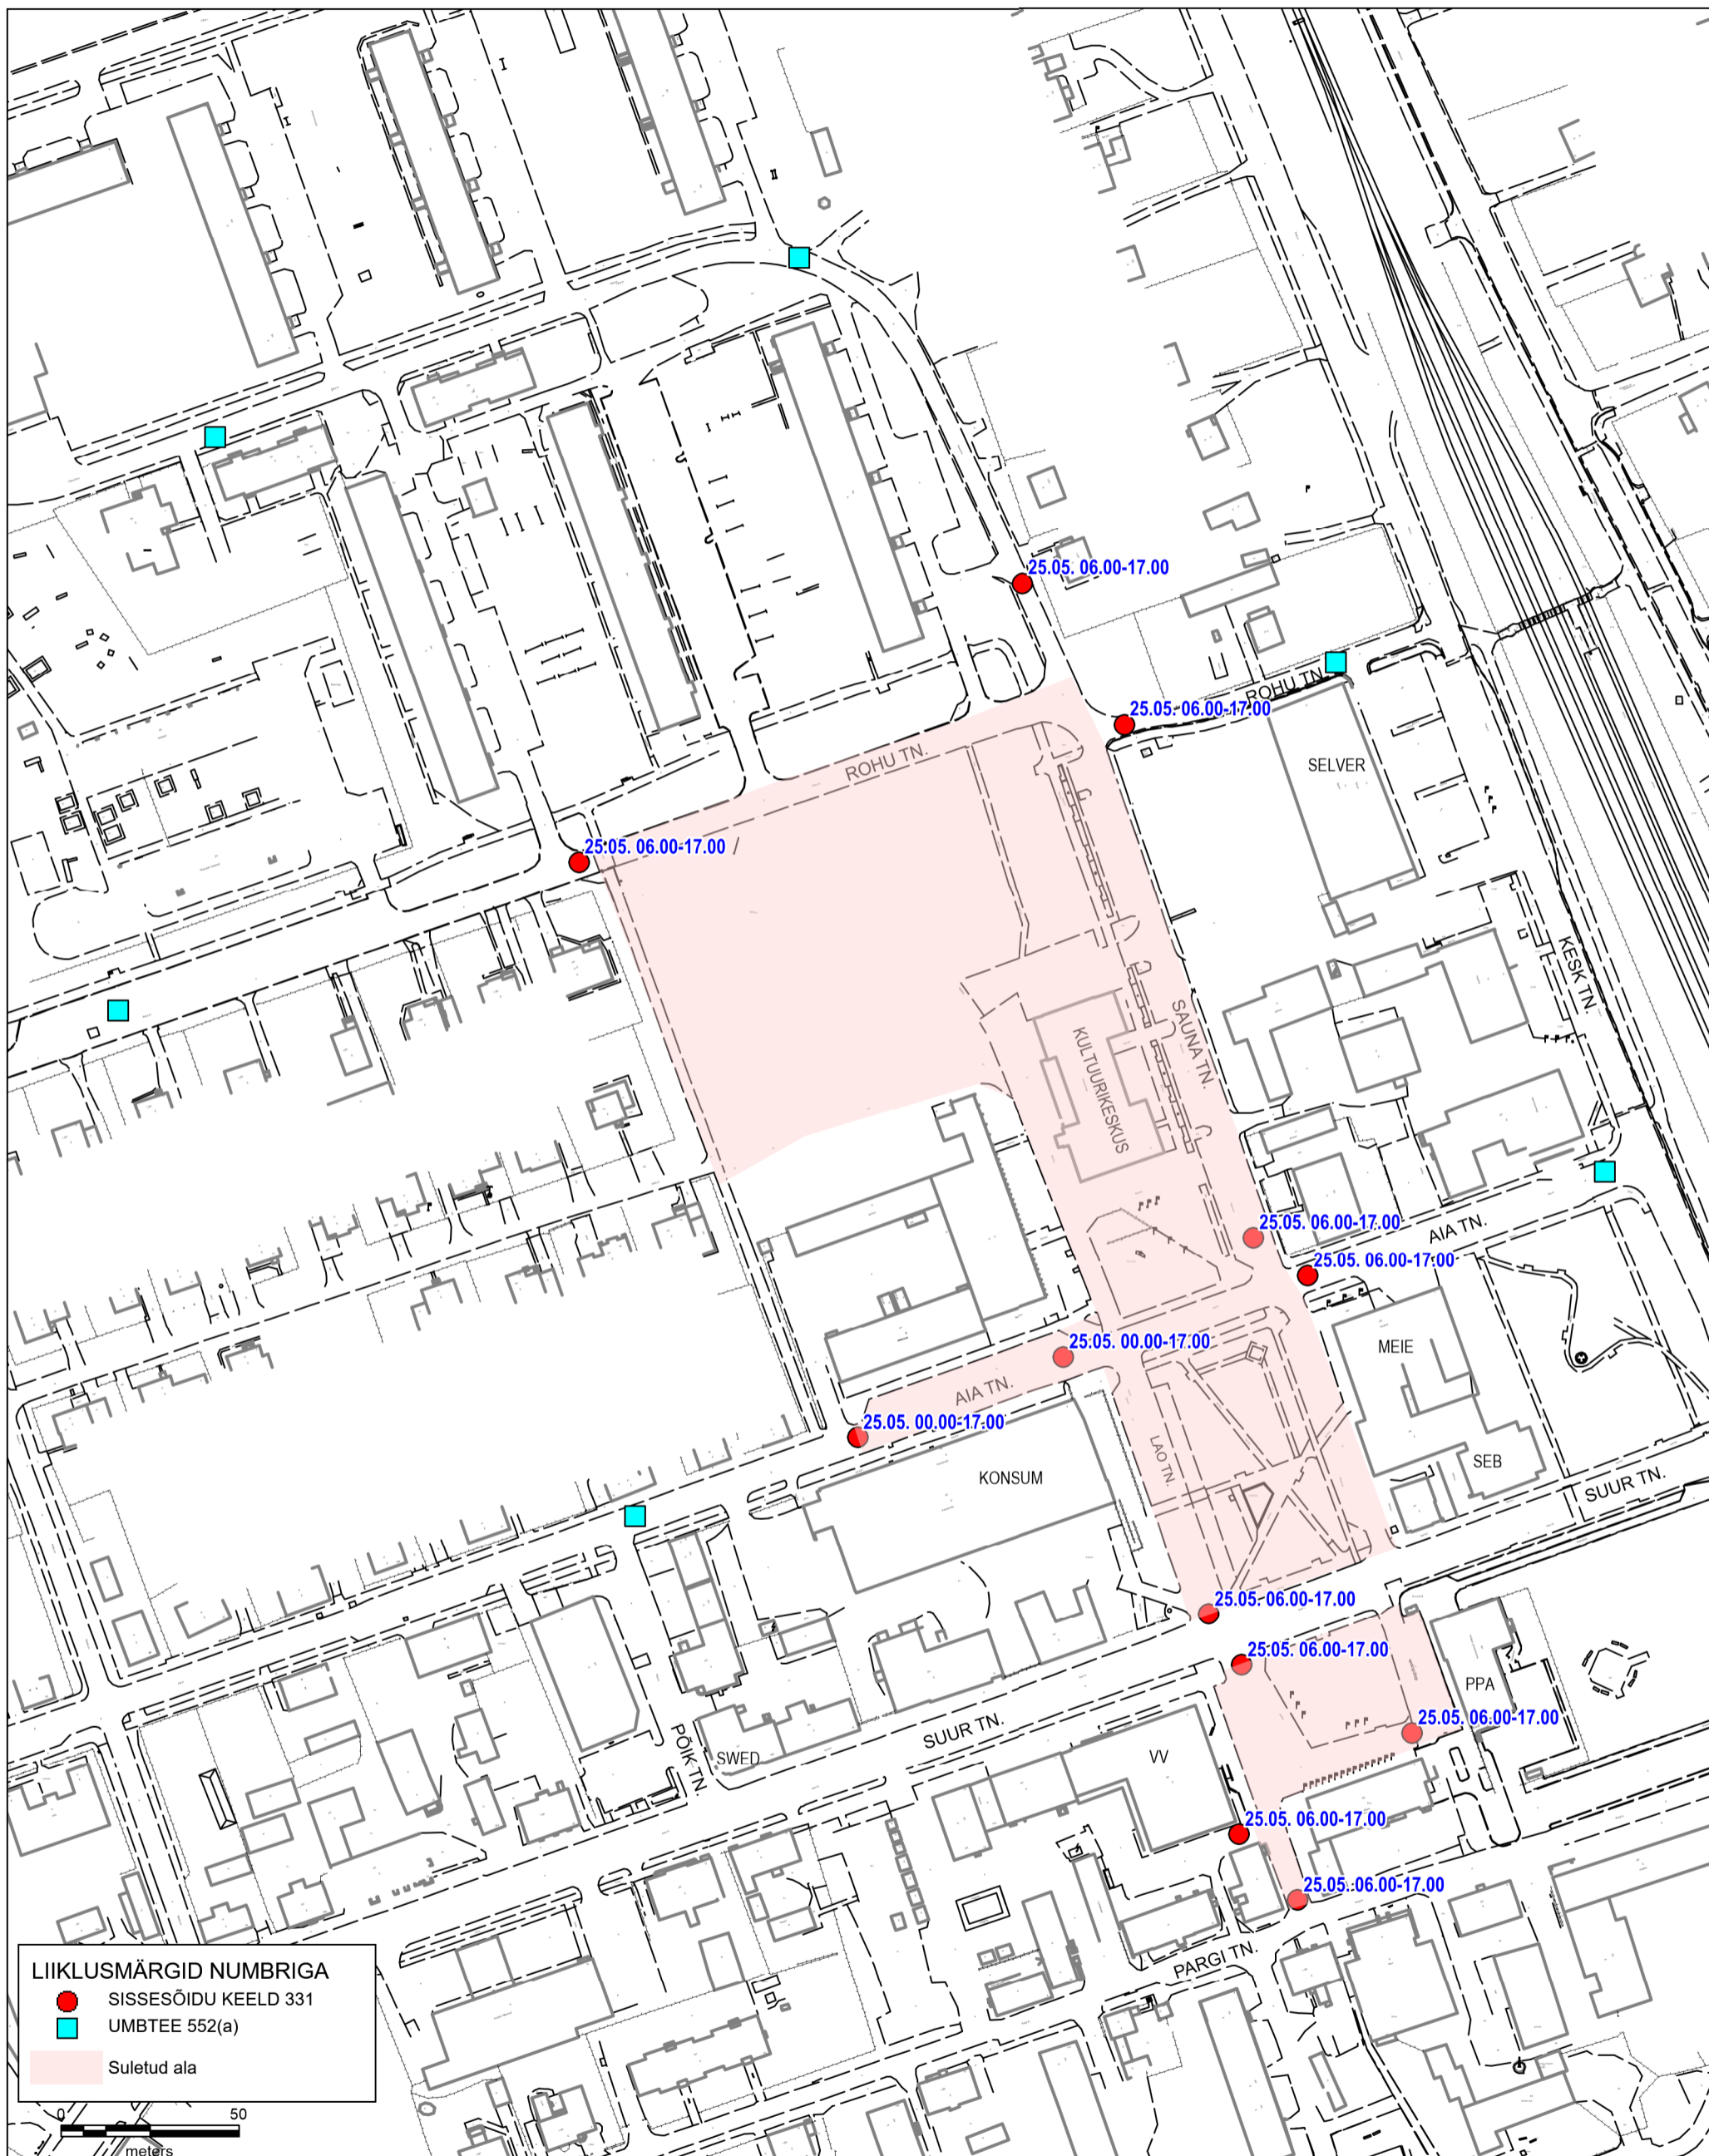 25.05. 06.00-17.00
ROHU TN.
25.05. 06.00-17.00
ROHU TN.
SELVER
25.05. 06.00-17.00
KESK TN.
SAUNA TN.
KULTUURIKESKUS
25.05. 06.00-17.00
AIA TN.
25.05. 06.00-17.00
25.05. 00.00-17.00
MEIE
AIA TN.
25.05. 00.00-17.00
LAO TN.
KONSUM
SEB
SUUR TN.
25.05. 06.00-17.00
25.05. 06.00-17.00
PPA
25.05. 06.00-17.00
SUUR TN.
PÕIK TN
SWED
VV
25.05. 06.00-17.00
25.05. 06.00-17.00
PARGI TN.
LIIKLUSMÄRGID NUMBRIGA
SISSESÕIDU KEELD 331
UMBTEE 552(a)
Suletud ala
0 50
meters